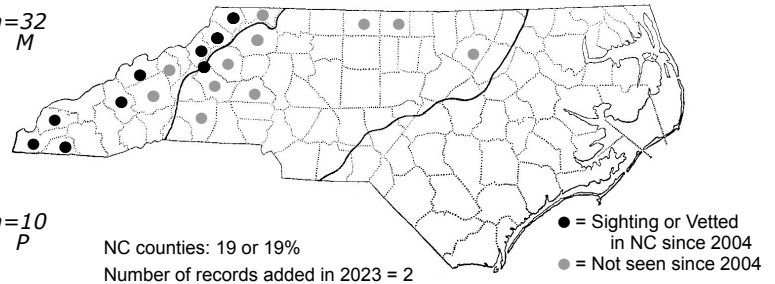 n=32
M
n=10
P
NC counties: 19 or 19%
Number of records added in 2023 = 2
= Sighting or Vetted
in NC since 2004
= Not seen since 2004